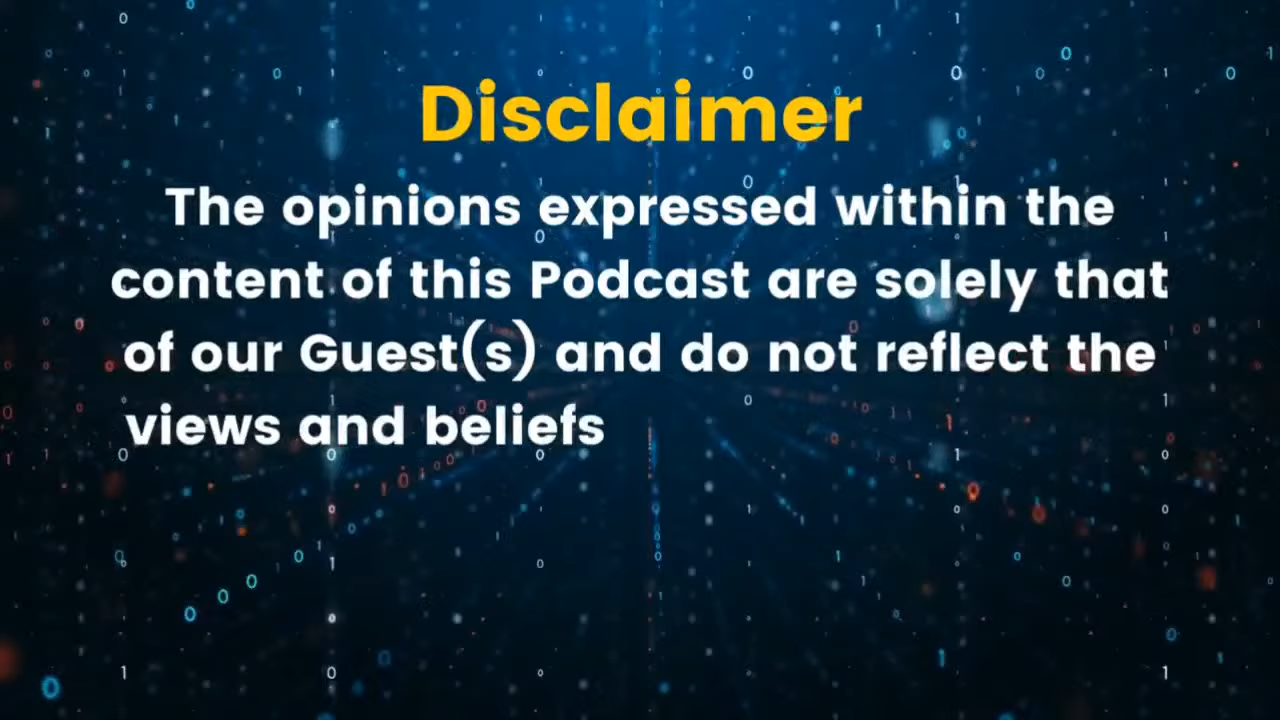 Disclaimer
The opinions expressed within the
content of this Podcast are solely that
of our Guest(s) and do not reflect the
views and beliefs